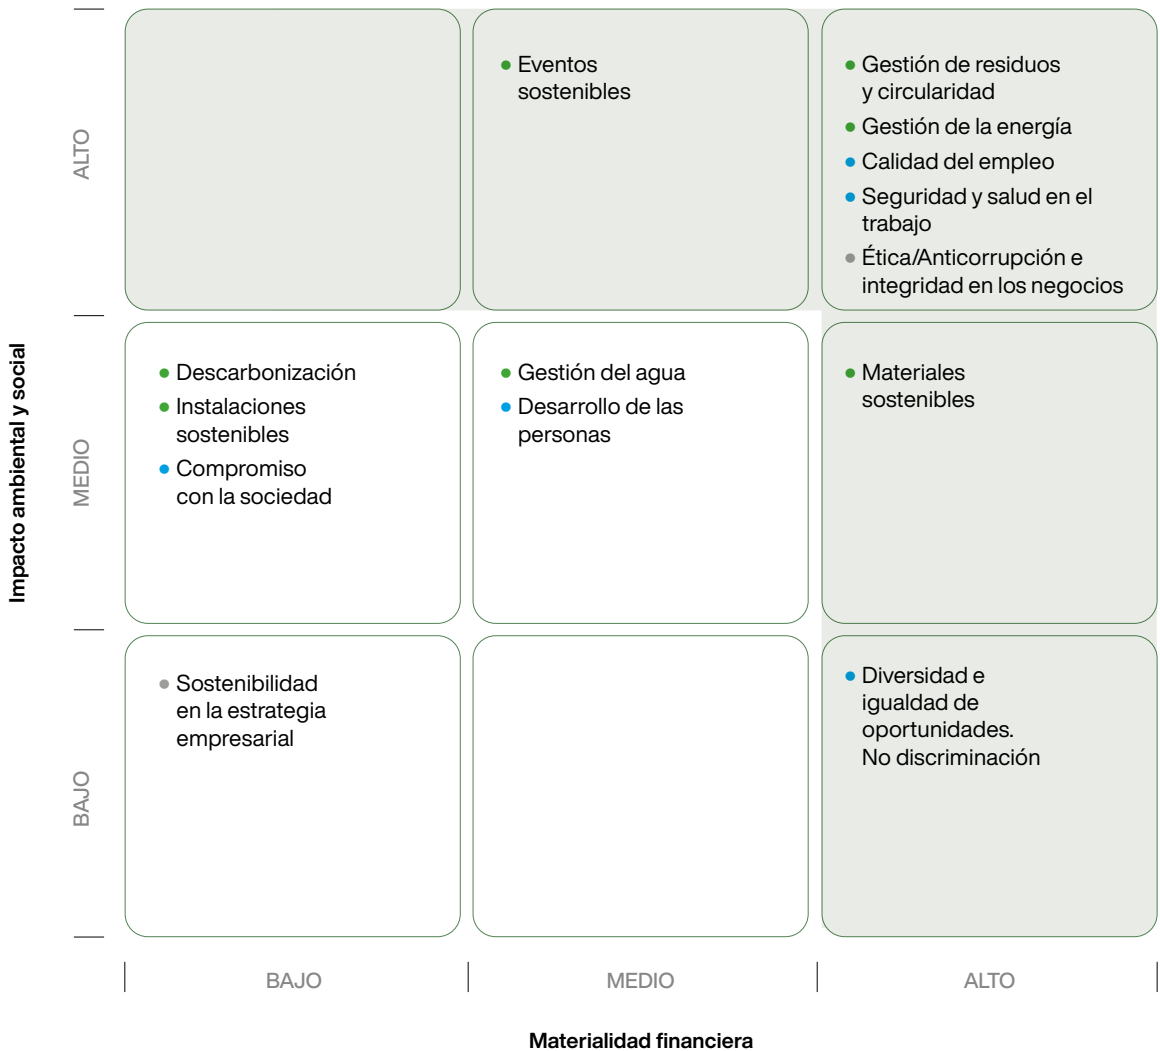 Impacto ambiental y social
ALTO
Eventos
sostenibles
Gestión de residuos
y circularidad
Gestión de la energía
Calidad del empleo
Seguridad y salud en el
trabajo
Ética/Anticorrupción e
integridad en los negocios
MEDIO
Descarbonización
Instalaciones
sostenibles
Compromiso
con la sociedad
Gestión del agua
Desarrollo de las
personas
Materiales
sostenibles
BAJO
Sostenibilidad
en la estrategia
empresarial
Diversidad e
igualdad de
oportunidades.
No discriminación
BAJO
MEDIO
ALTO
Materialidad financiera